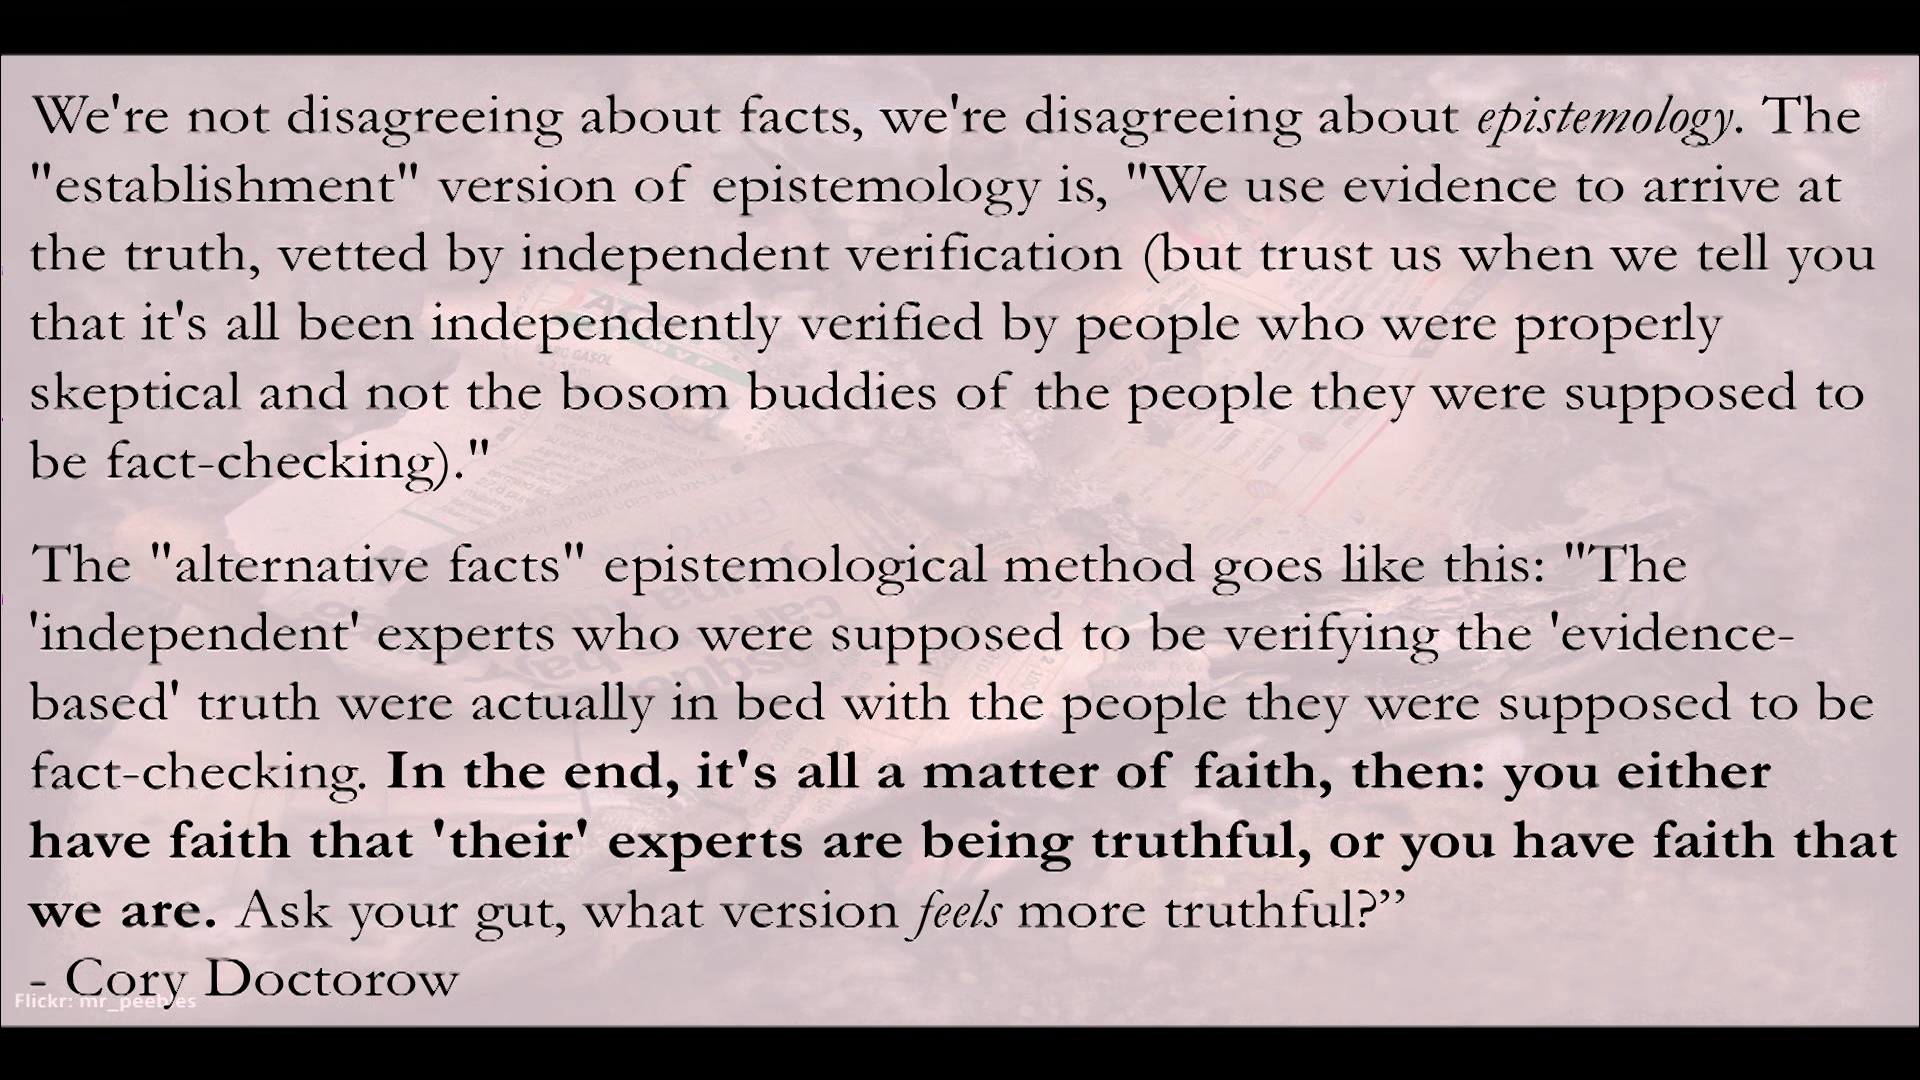 We're not disagreeing about facts, we're disagreeing about epistemology. The
"establishment" version of epistemology is, "We use evidence to arrive at
the truth, vetted by independent verification (but trust us when we tell you
that it's all been independently verified by people who were properly
skeptical and not the bosom buddies of the people they were supposed to
be fact-checking)."
The "alternative facts" epistemological method goes like this: "The
'independent' experts who were supposed to be verifying the 'evidence-
based' truth were actually in bed with the people they were supposed to be
fact-checking. In the end, it's all a matter of faith, then: you either
have faith that 'their' experts are being truthful, or you have faith that
we are. Ask your gut, what version feels more truthful?”
- Cory Doctorow
Flickr: mr_peebles